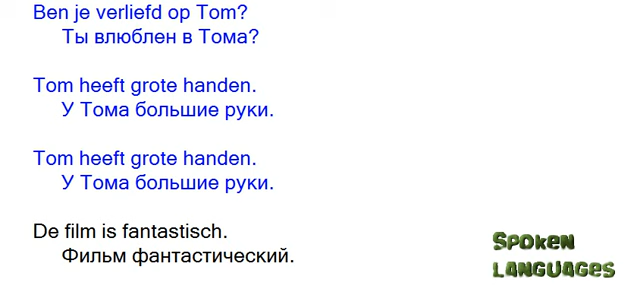 Ben je verliefd op Tom?
Ты влюблен в Тома?
Tom heeft grote handen.
У Тома большие руки.
Tom heeft grote handen.
У Тома большие руки.
De film is fantastisch.
Фильм фантастический.
Spoken
Languages